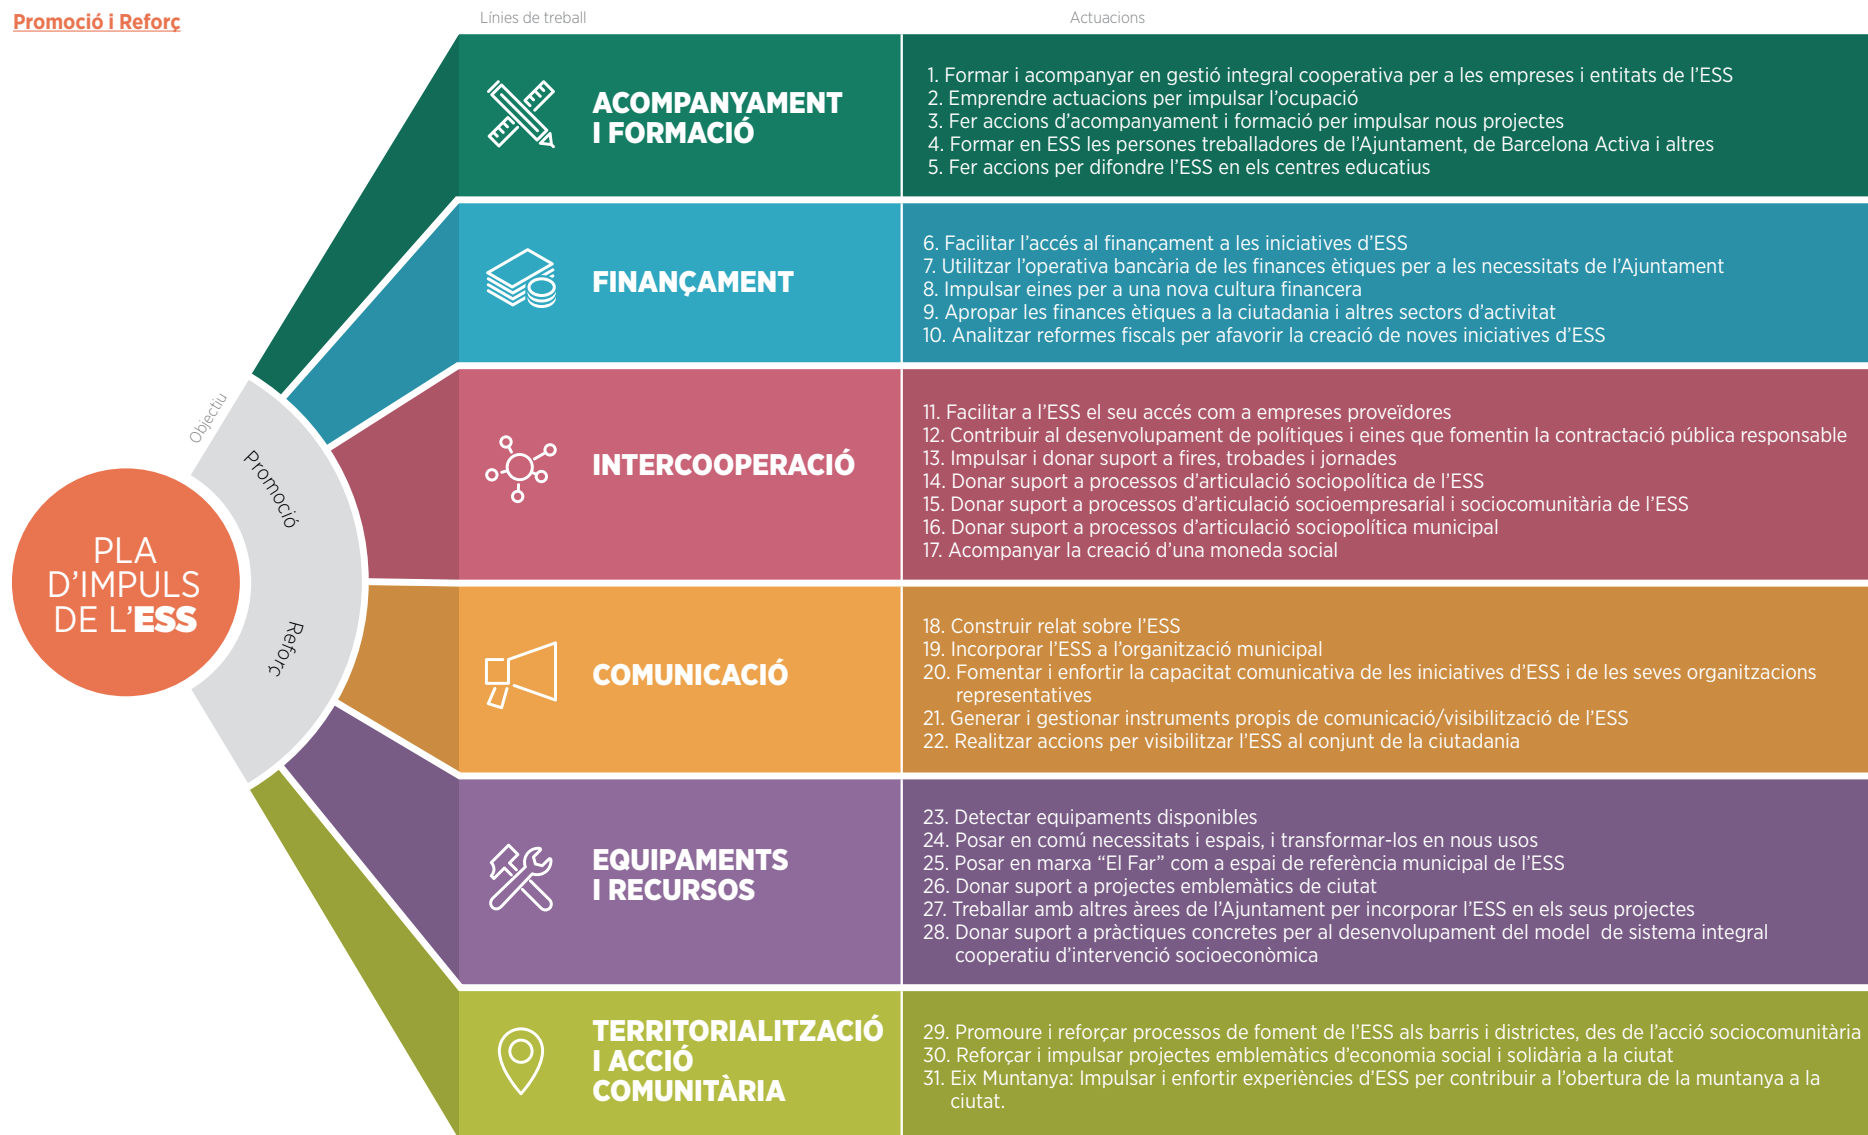 Promoció i Reforç
Línies de treball
Actuacions
Objectiu
Promoció
Reforç
PLA
D’IMPULS
DE L’ESS
ACOMPANYAMENT
I FORMACIÓ
1. Formar i acompanyar en gestió integral cooperativa per a les empreses i entitats de l’ESS
2. Emprendre actuacions per impulsar l’ocupació
3. Fer accions d’acompanyament i formació per impulsar nous projectes
4. Formar en ESS les persones treballadores de l’Ajuntament, de Barcelona Activa i altres
5. Fer accions per difondre l’ESS en els centres educatius
FINANÇAMENT
6. Facilitar l’accés al finançament a les iniciatives d’ESS
7. Utilitzar l’operativa bancària de les finances ètiques per a les necessitats de l’Ajuntament
8. Impulsar eines per a una nova cultura financera
9. Apropar les finances ètiques a la ciutadania i altres sectors d’activitat
10. Analitzar reformes fiscals per afavorir la creació de noves iniciatives d’ESS
INTERCOOPERACIÓ
11. Facilitar a l’ESS el seu accés com a empreses proveïdores
12. Contribuir al desenvolupament de polítiques i eines que fomentin la contractació pública responsable
13. Impulsar i donar suport a fires, trobades i jornades
14. Donar suport a processos d’articulació sociopolítica de l’ESS
15. Donar suport a processos d’articulació socioempresarial i sociocomunitària de l’ESS
16. Donar suport a processos d’articulació sociopolítica municipal
17. Acompanyar la creació d’una moneda social
COMUNICACIÓ
18. Construir relat sobre l’ESS
19. Incorporar l’ESS a l’organització municipal
20. Fomentar i enfortir la capacitat comunicativa de les iniciatives d’ESS i de les seves organitzacions
representatives
21. Generar i gestionar instruments propis de comunicació/visibilització de l’ESS
22. Realitzar accions per visibilitzar l’ESS al conjunt de la ciutadania
EQUIPAMENTS
I RECURSOS
23. Detectar equipaments disponibles
24. Posar en comú necessitats i espais, i transformar-los en nous usos
25. Posar en marxa “El Far” com a espai de referència municipal de l’ESS
26. Donar suport a projectes emblemàtics de ciutat
27. Treballar amb altres àrees de l’Ajuntament per incorporar l’ESS en els seus projectes
28. Donar suport a pràctiques concretes per al desenvolupament del model de sistema integral
cooperatiu d’intervenció socioeconòmica
TERRITORIALITZACIÓ
I ACCIÓ
COMUNITÀRIA
29. Promoure i reforçar processos de foment de l’ESS als barris i districtes, des de l’acció sociocomunitària
30. Reforçar i impulsar projectes emblemàtics d’economia social i solidària a la ciutat
31. Eix Muntanya: Impulsar i enfortir experiències d’ESS per contribuir a l’obertura de la muntanya a la
ciutat.